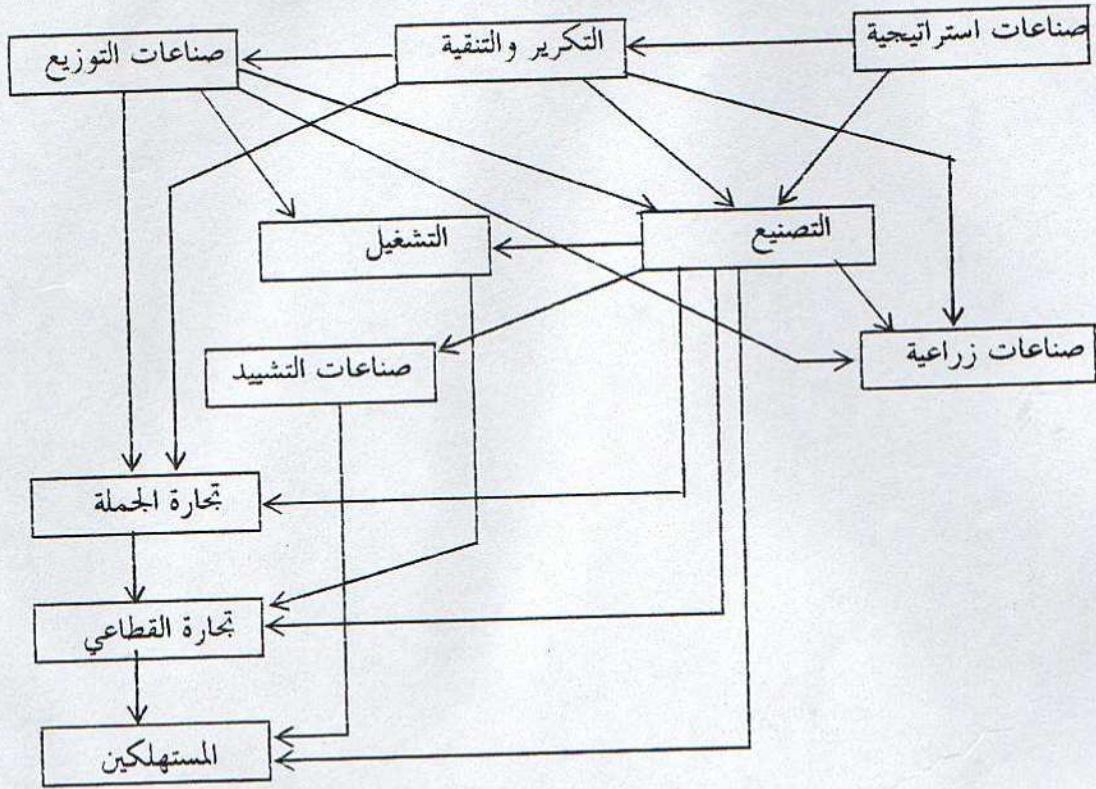 صناعات استراتيجية
التكرير والتنقية
صناعات التوزيع
التصنيع
التشغيل
صناعات زراعية
صناعات التشييد
تجارة الجملة
تجارة القطاعي
المستهلكين